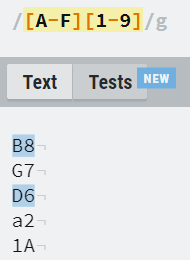 /[A-F][1-9]/g
Text Tests NEW
B8¬
G7¬
D6¬
a2¬
1A¬